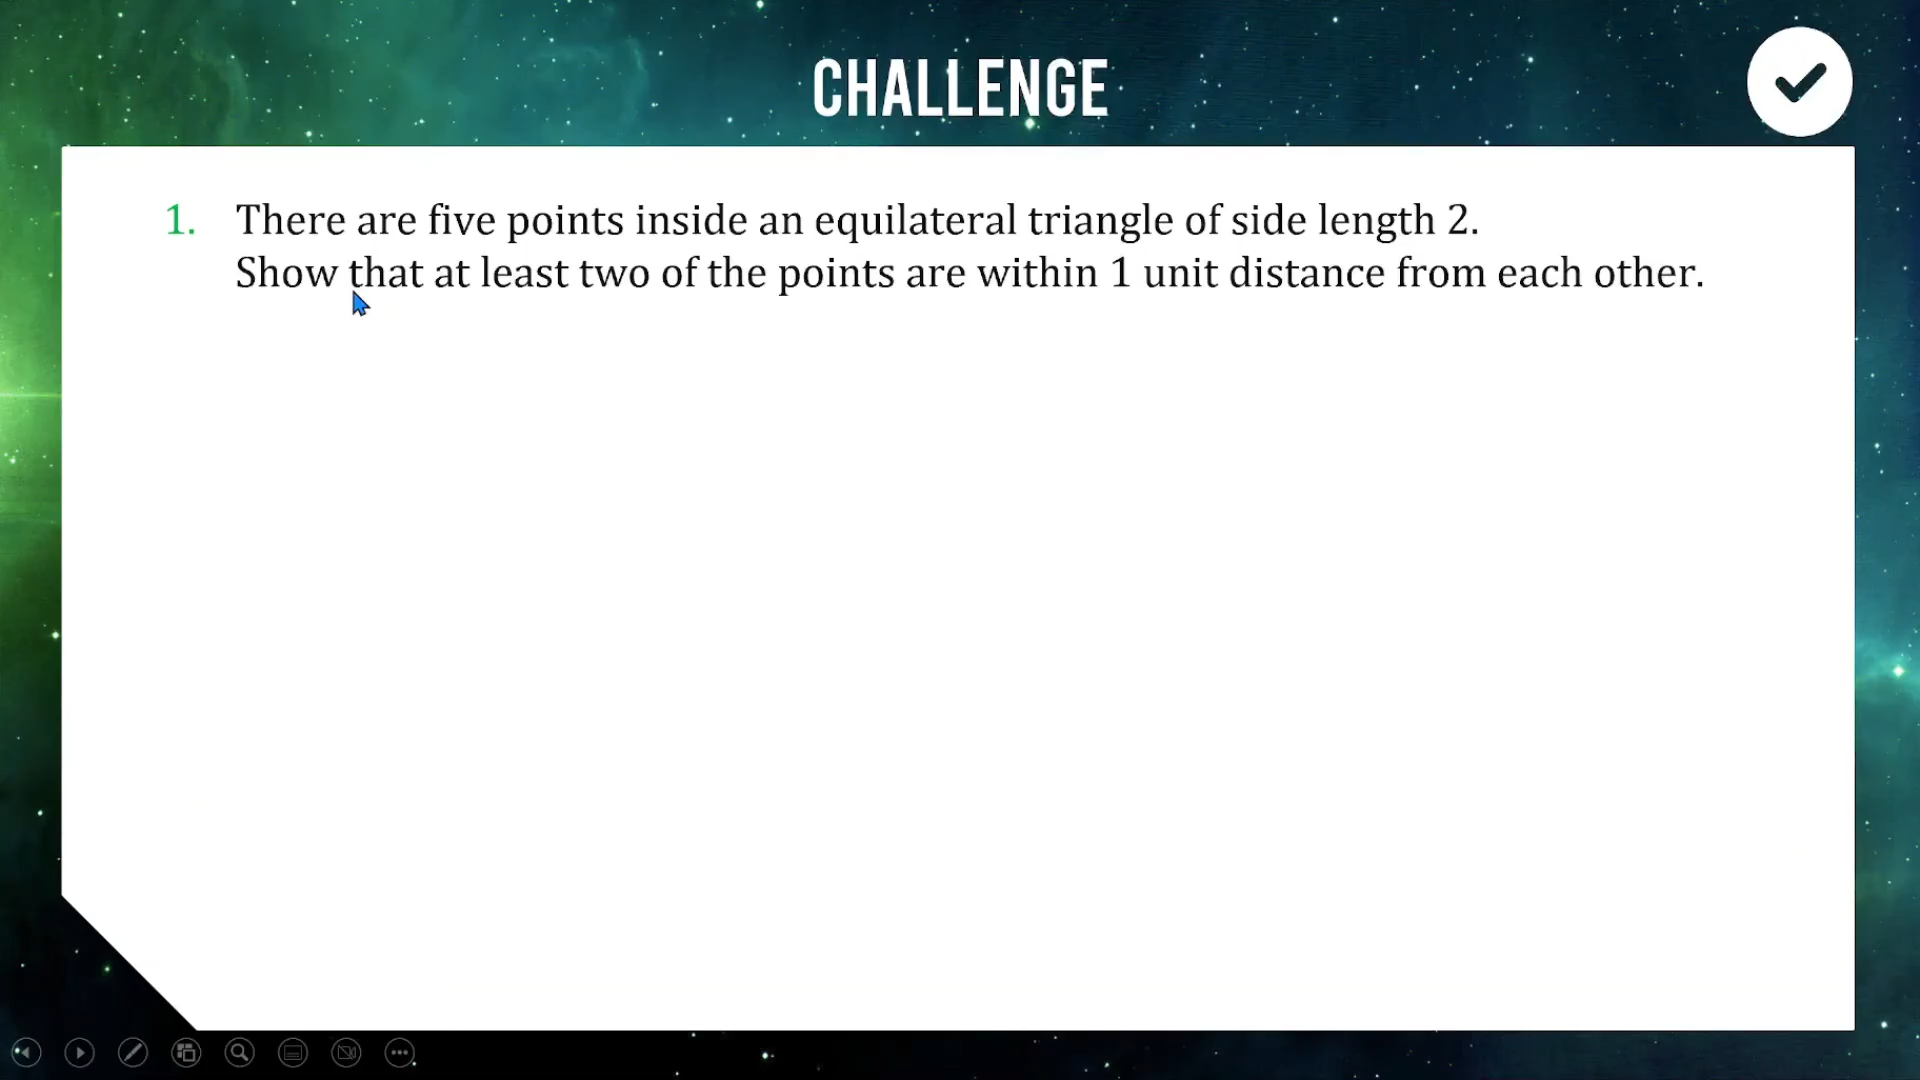 CHALLENGE
1. There are five points inside an equilateral triangle of side length 2.
Show that at least two of the points are within 1 unit distance from each other.